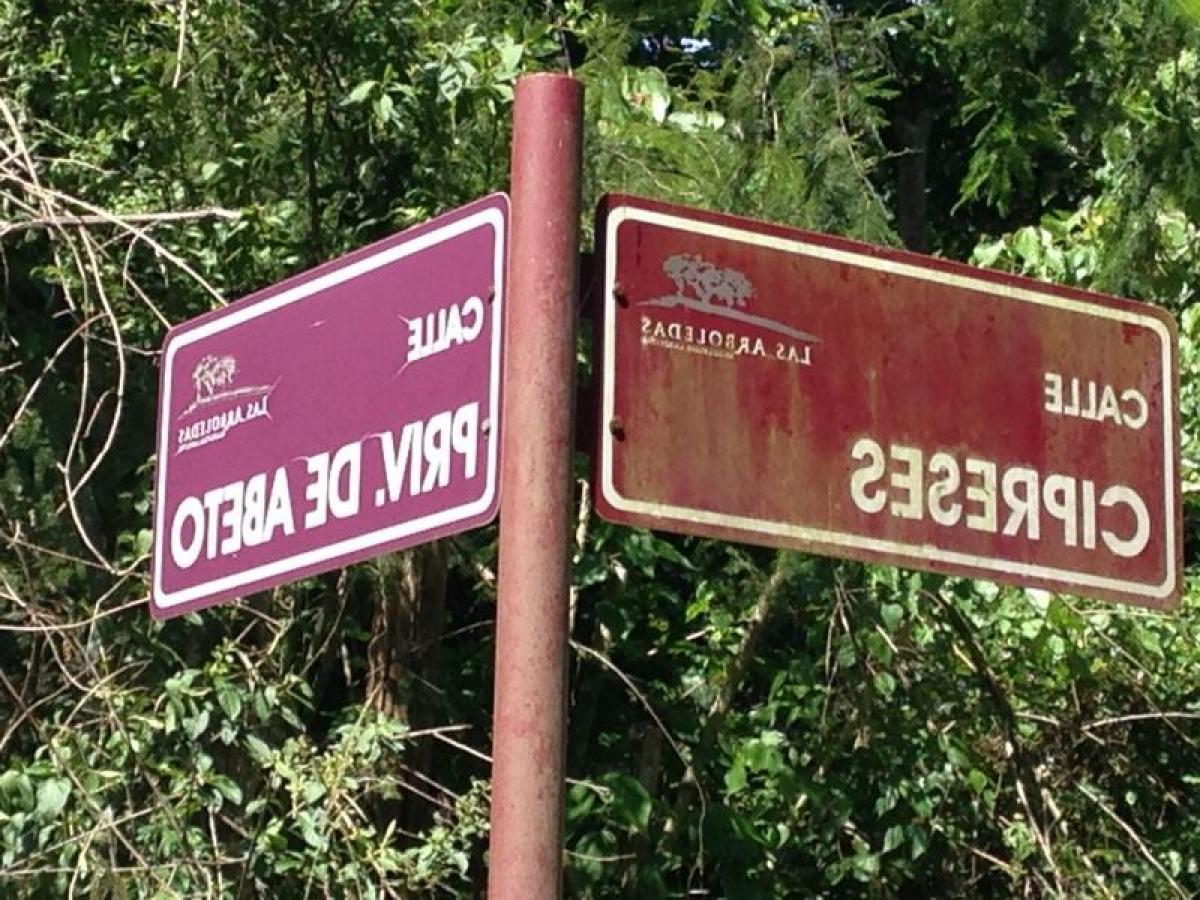 CALLE
PRIV. DE ABETO
LAS ARBOLEDAS
CALLE
CIPRESES
LAS ARBOLEDAS